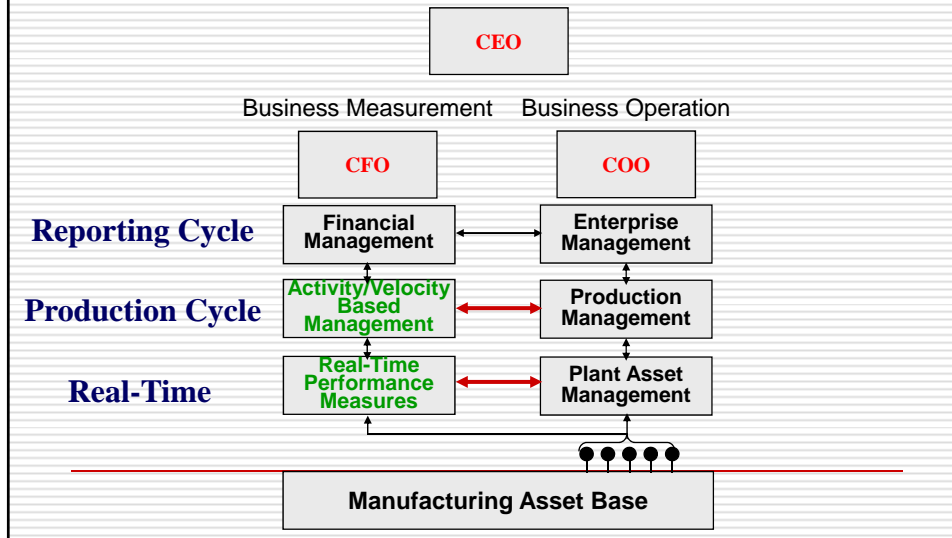 CEO
Business Measurement
Business Operation
CFO
COO
Reporting Cycle
Financial
Management
Enterprise
Management
Production Cycle
Activity/Velocity
Based
Management
Production
Management
Real-Time
Real-Time
Performance
Measures
Plant Asset
Management
Manufacturing Asset Base